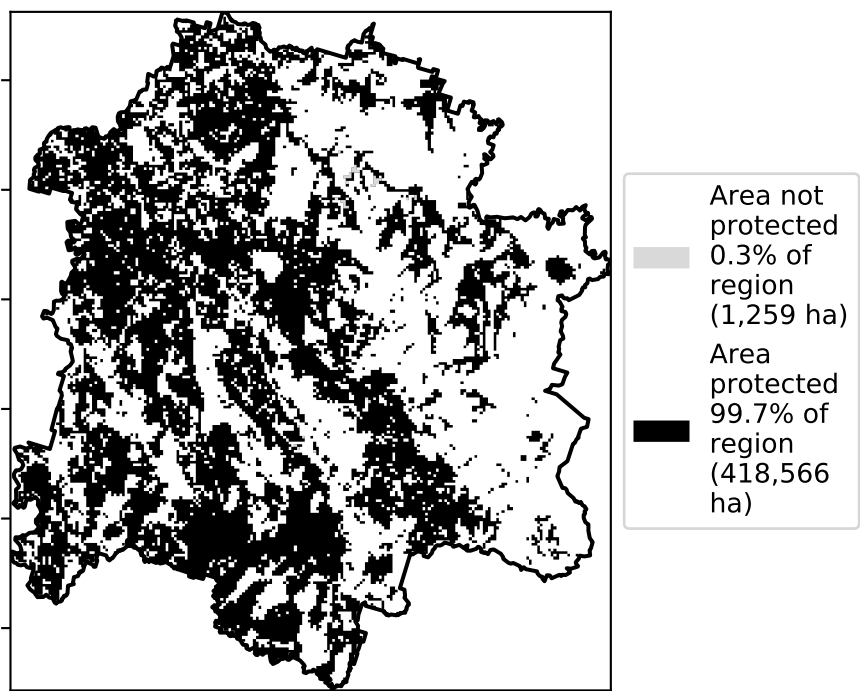 Area not
protected
0.3% of
region
(1,259 ha)
Area
protected
99.7% of
region
(418,566
ha)